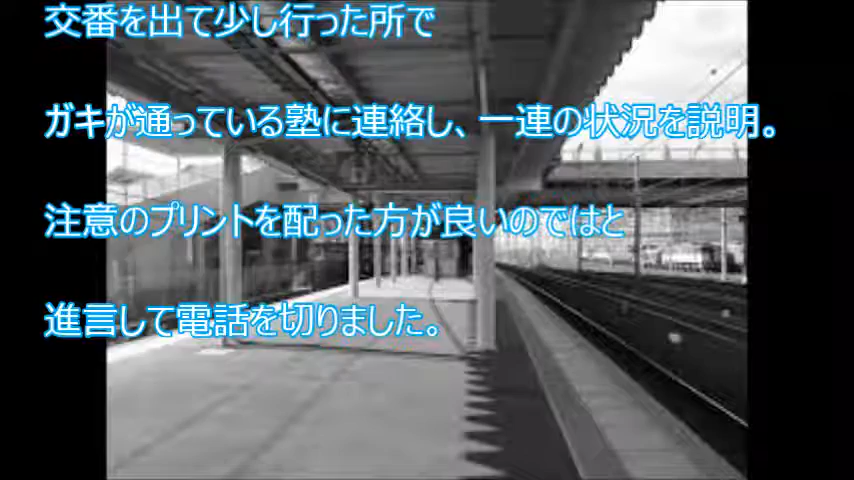 交番を出て少し行った所で
ガキが通っている塾に連絡し、一連の状況を説明。
注意のプリントを配った方が良いのではと
進言して電話を切りました。